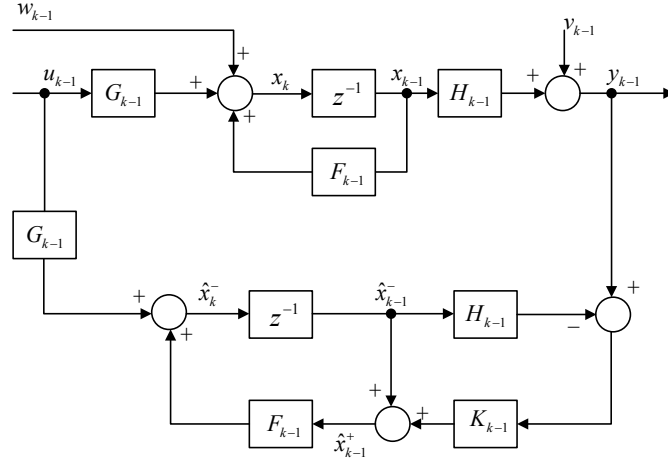 w_{k-1}
v_{k-1}
u_{k-1} G_{k-1} + + + x_k z^{-1} x_{k-1} H_{k-1} + + y_{k-1}
F_{k-1}
G_{k-1}
+ + \hat{x}_k^- z^{-1} \hat{x}_{k-1}^- H_{k-1} − +
F_{k-1} + + K_{k-1}
\hat{x}_{k-1}^+